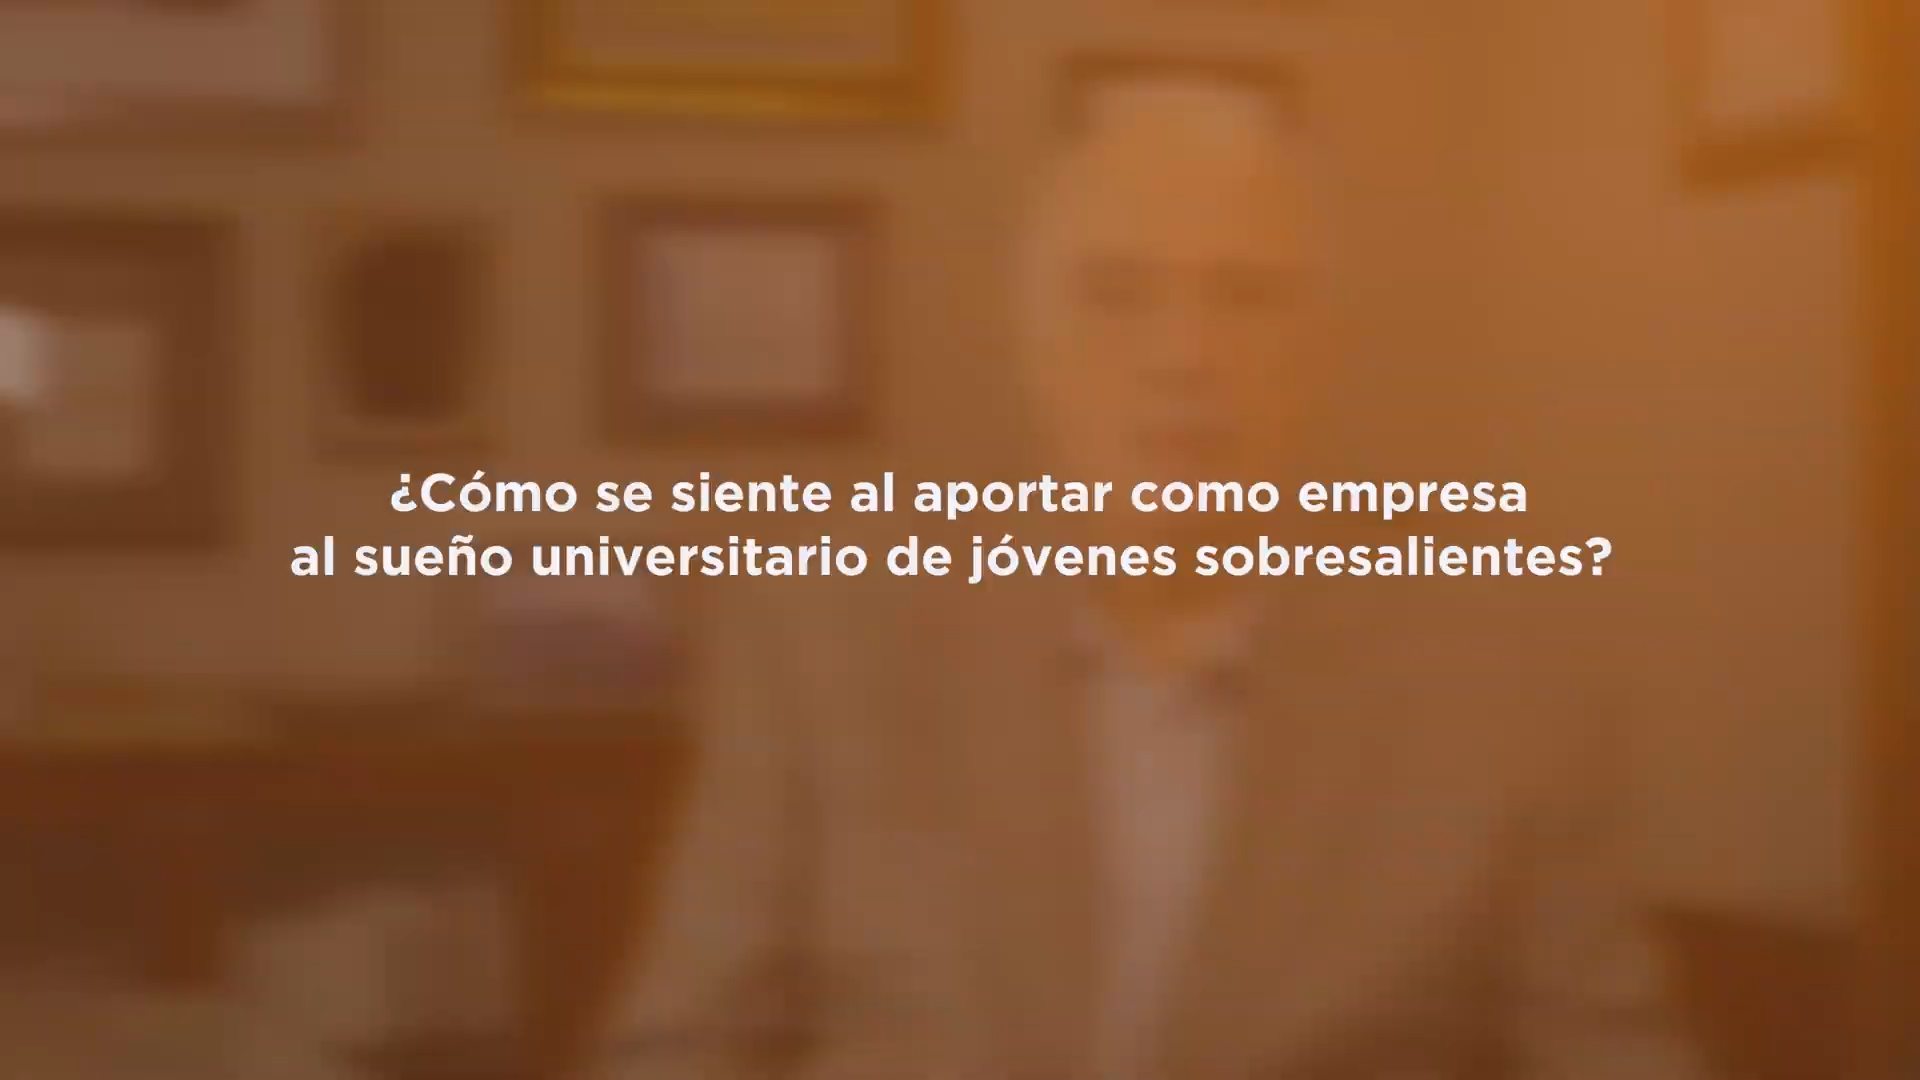 ¿Cómo se siente al aportar como empresa
al sueño universitario de jóvenes sobresalientes?